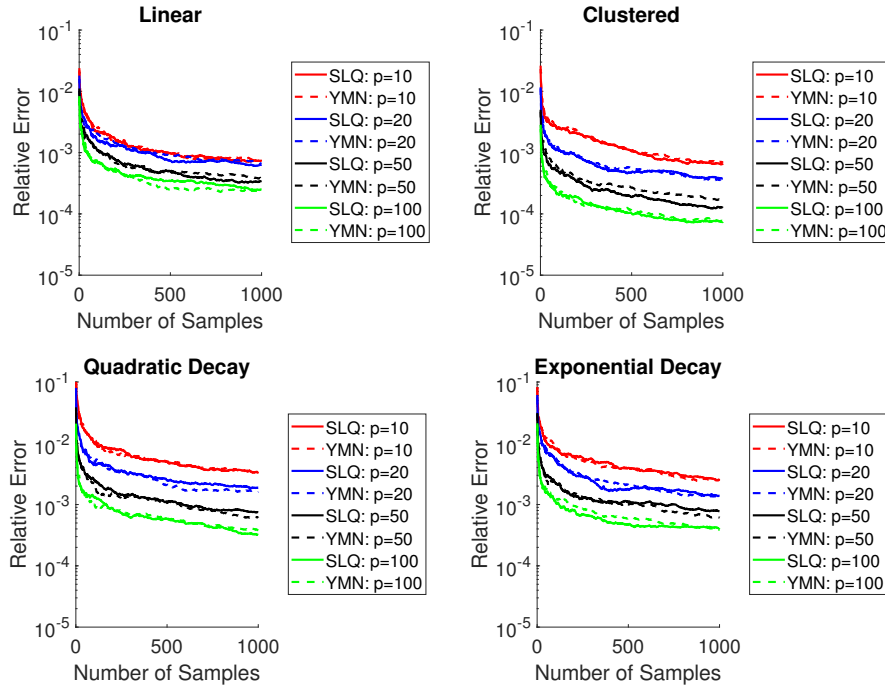 Linear
10^-1
10^-2
10^-3
10^-4
10^-5
Relative Error
0 500 1000
Number of Samples
SLQ: p=10
YMN: p=10
SLQ: p=20
YMN: p=20
SLQ: p=50
YMN: p=50
SLQ: p=100
YMN: p=100
Clustered
10^-1
10^-2
10^-3
10^-4
10^-5
Relative Error
0 500 1000
Number of Samples
SLQ: p=10
YMN: p=10
SLQ: p=20
YMN: p=20
SLQ: p=50
YMN: p=50
SLQ: p=100
YMN: p=100
Quadratic Decay
10^-1
10^-2
10^-3
10^-4
10^-5
Relative Error
0 500 1000
Number of Samples
SLQ: p=10
YMN: p=10
SLQ: p=20
YMN: p=20
SLQ: p=50
YMN: p=50
SLQ: p=100
YMN: p=100
Exponential Decay
10^-1
10^-2
10^-3
10^-4
10^-5
Relative Error
0 500 1000
Number of Samples
SLQ: p=10
YMN: p=10
SLQ: p=20
YMN: p=20
SLQ: p=50
YMN: p=50
SLQ: p=100
YMN: p=100